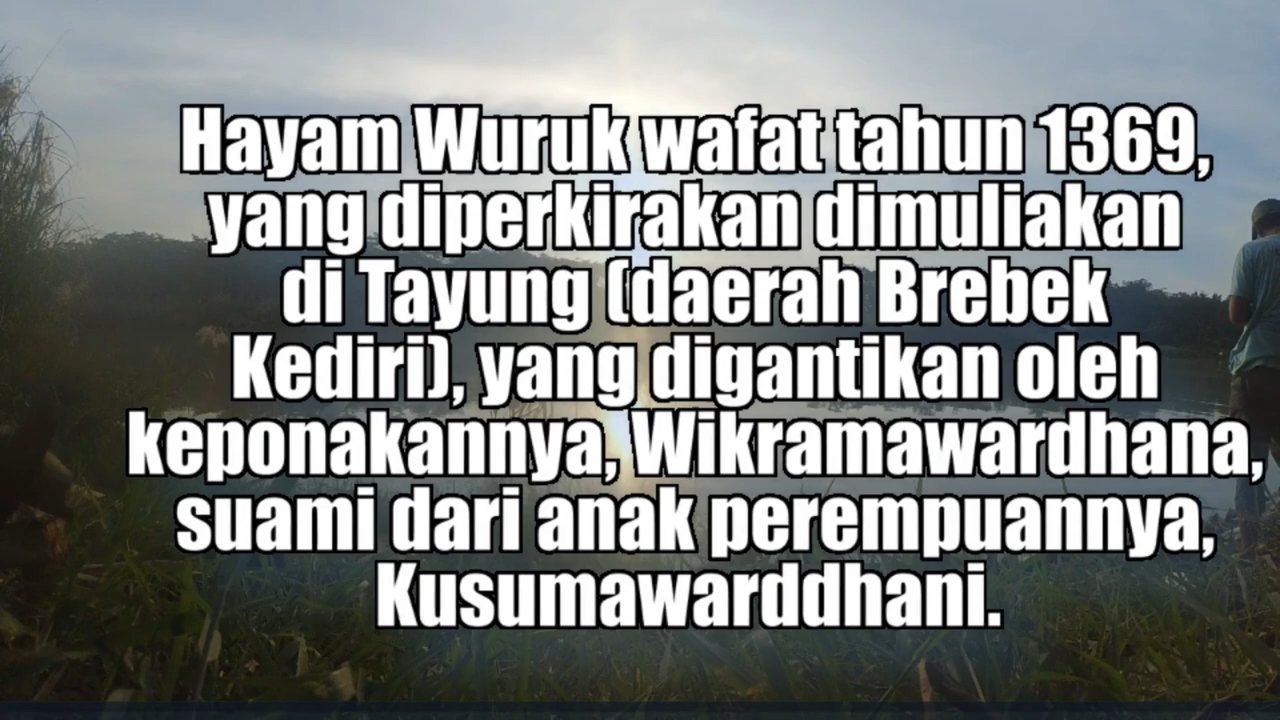 Hayam Wuruk wafat tahun 1369,
yang diperkirakan dimuliakan
di Tayung (daerah Brebek
Kediri), yang digantikan oleh
keponakannya, Wikramawardhana,
suami dari anak perempuannya,
Kusumawarddhani.